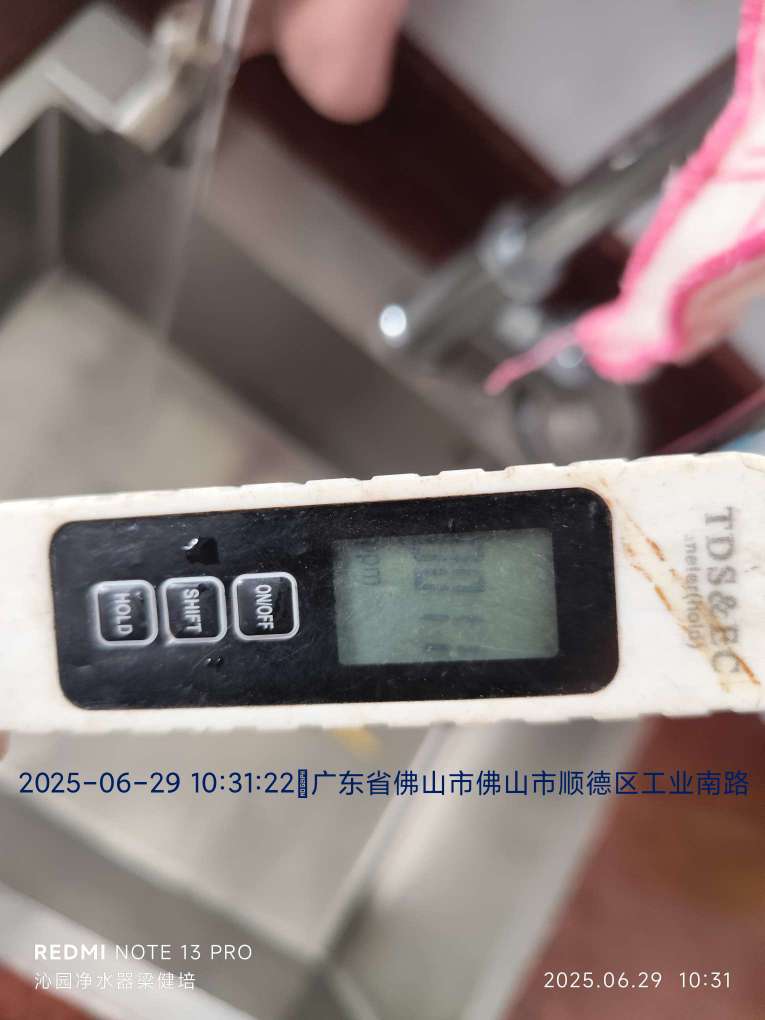 TDS&EC
HOLD
SHIFT
ON/OFF
ppm
2025-06-29 10:31:22 广东省佛山市佛山市顺德区工业南路
REDMI NOTE 13 PRO
沁园净水器梁健培
2025.06.29 10:31